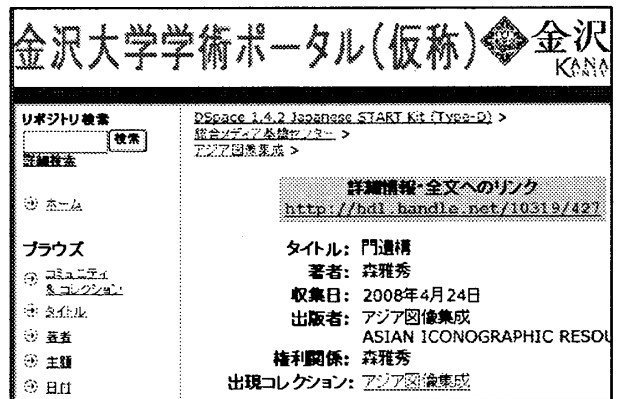 金沢大学学術ポータル(仮称) 金沢
KANA
UNIV
リポジトリ検索
検索
詳細検索
ホーム
ブラウズ
コミュニティ
& コレクション
タイトル
著者
主題
日付
DSpace 1.4.2 Japanese START Kit (Type-D) >
総合メディア基盤センター >
アジア図像集成 >
詳細情報・全文へのリンク
http://hdl.handle.net/10319/427
タイトル: 門遺構
著者: 森雅秀
収集日: 2008年4月24日
出版者: アジア図像集成
ASIAN ICONOGRAPHIC RESOU
権利関係: 森雅秀
出現コレクション: アジア図像集成